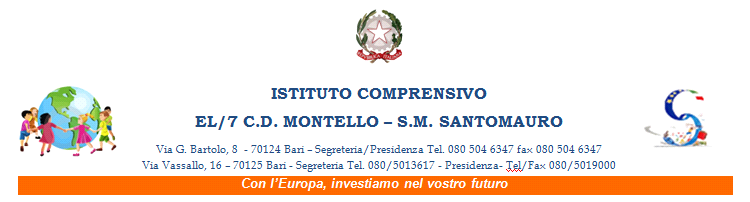 ISTITUTO COMPRENSIVO
EL/7 C.D. MONTELLO – S.M. SANTOMAURO
Via G. Bartolo, 8 - 70124 Bari – Segreteria/Presidenza Tel. 080 504 6347 fax 080 504 6347
Via Vassallo, 16 – 70125 Bari - Segreteria Tel. 080/5013617 - Presidenza- Tel/Fax 080/5019000
Con l'Europa, investiamo nel vostro futuro